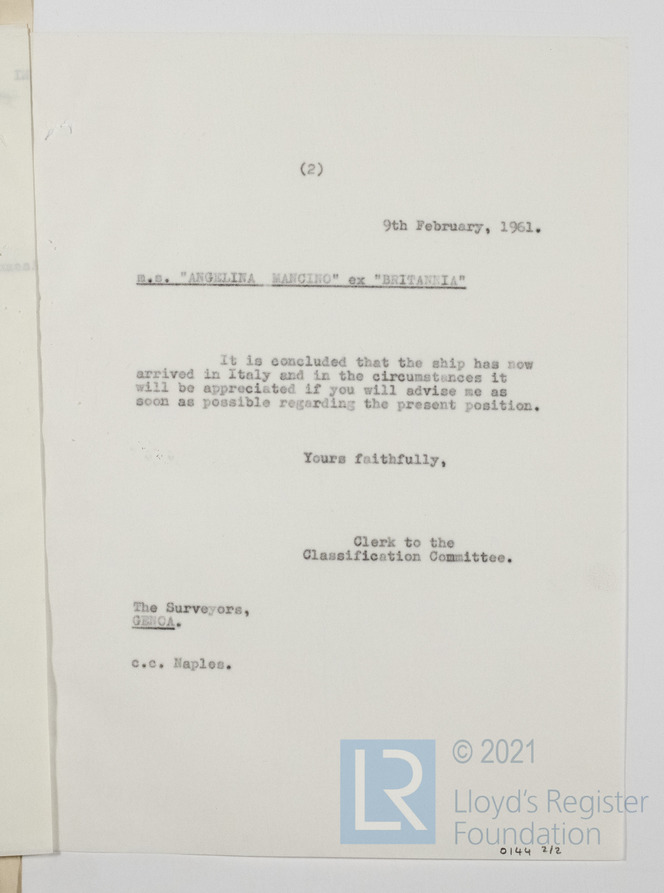 (2)
9th February, 1961.
m.s. "ANGELINA MANCINO" ex "BRITANNIA"
It is concluded that the ship has now
arrived in Italy and in the circumstances it
will be appreciated if you will advise me as
soon as possible regarding the present position.
Yours faithfully,
Clerk to the
Classification Committee.
The Surveyors,
GENOA.
c.c. Naples.
LR
© 2021
Lloyd's Register
Foundation
0144 2/2